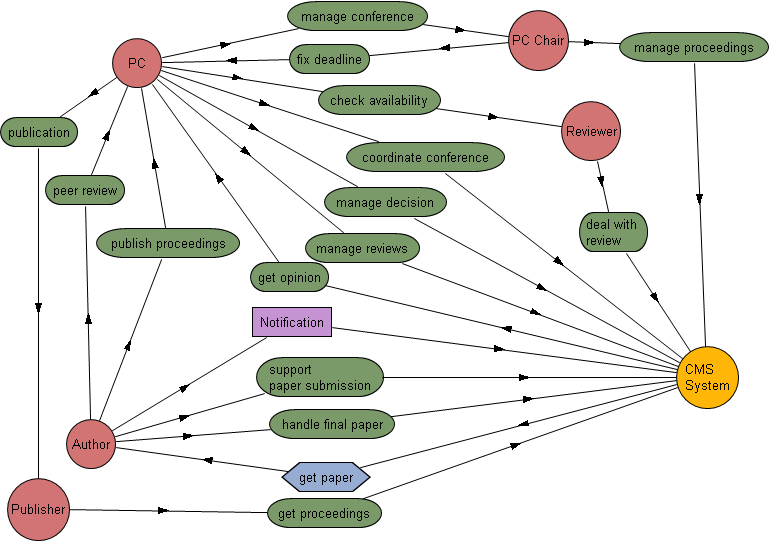 manage conference
PC Chair
manage proceedings
PC
fix deadline
check availability
publication
Reviewer
coordinate conference
peer review
manage decision
deal with
review
publish proceedings
manage reviews
get opinion
Notification
support
paper submission
CMS
System
handle final paper
Author
get paper
Publisher
get proceedings